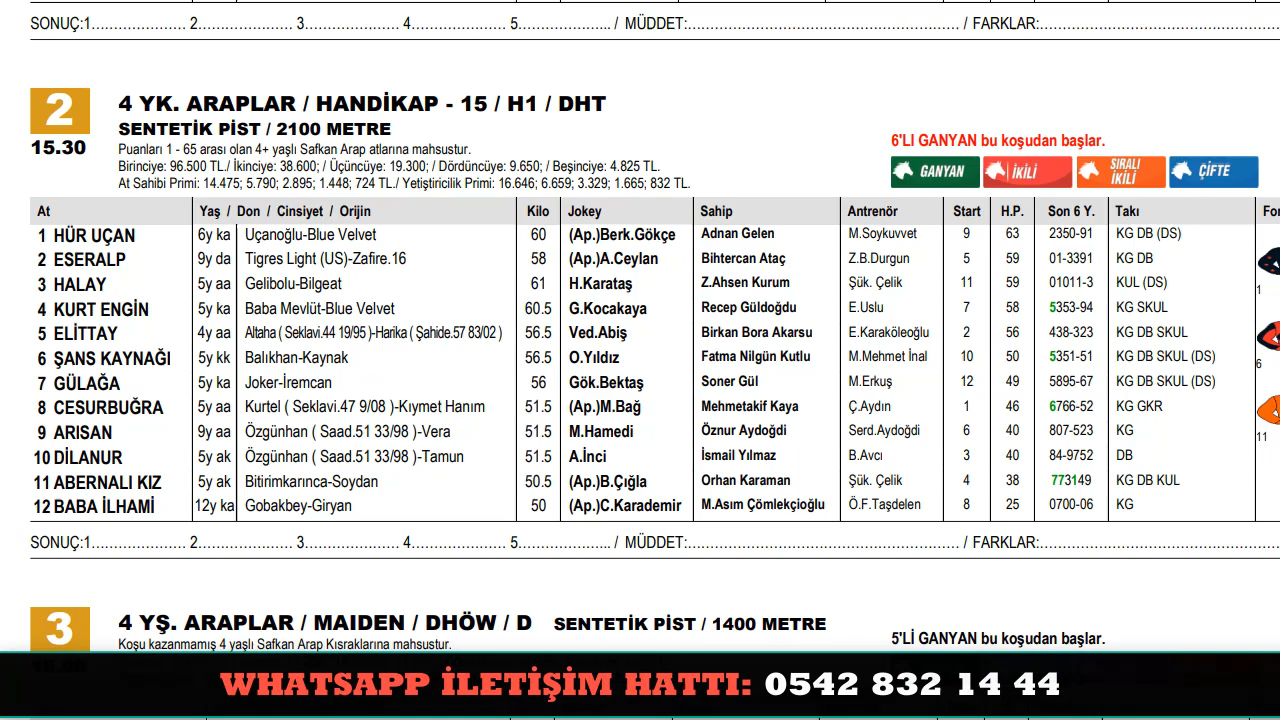 SONUÇ:1..................... 2..................... 3..................... 4..................... 5..................... / MÜDDET:............................................................ / FARKLAR:............................................................
2
15.30
4 YK. ARAPLAR / HANDİKAP - 15 / H1 / DHT
SENTETİK PİST / 2100 METRE
Puanları 1 - 65 arası olan 4+ yaşlı Safkan Arap atlarına mahsustur.
Birinciye: 96.500 TL./ İkinciye: 38.600; / Üçüncüye: 19.300; / Dördüncüye: 9.650; / Beşinciye: 4.825 TL.
At Sahibi Primi: 14.475; 5.790; 2.895; 1.448; 724 TL./ Yetiştiricilik Primi: 16.646; 6.659; 3.329; 1.665; 832 TL.
6'LI GANYAN bu koşudan başlar.
GANYAN İKİLİ SIRALI İKİLİ ÇİFTE
At Yaş / Don / Cinsiyet / Orijin Kilo Jokey Sahip Antrenör Start H.P. Son 6 Y. Takı For
1 HÜR UÇAN 6y ka Uçanoğlu-Blue Velvet 60 (Ap.)Berk.Gökçe Adnan Gelen M.Soykuvvet 9 63 2350-91 KG DB (DS)
2 ESERALP 9y da Tigres Light (US)-Zafire.16 58 (Ap.)A.Ceylan Bihtercan Ataç Z.B.Durgun 5 59 01-3391 KG DB
3 HALAY 5y aa Gelibolu-Bilgeat 61 H.Karataş Z.Ahsen Kurum Şük. Çelik 11 59 01011-3 KUL (DS)
4 KURT ENGİN 5y ka Baba Mevlüt-Blue Velvet 60.5 G.Kocakaya Recep Güldoğdu E.Uslu 7 58 5353-94 KG SKUL
5 ELİTTAY 4y aa Altaha ( Seklavi.44 19/95 )-Harika ( Şahide.57 83/02 ) 56.5 Ved.Abiş Birkan Bora Akarsu E.Karaköleoğlu 2 56 438-323 KG DB SKUL
6 ŞANS KAYNAĞI 5y kk Balıkhan-Kaynak 56.5 O.Yıldız Fatma Nilgün Kutlu M.Mehmet İnal 10 50 5351-51 KG DB SKUL (DS)
7 GÜLAĞA 5y ka Joker-İremcan 56 Gök.Bektaş Soner Gül M.Erkuş 12 49 5895-67 KG DB SKUL (DS)
8 CESURBUĞRA 5y aa Kurtel ( Seklavi.47 9/08 )-Kıymet Hanım 51.5 (Ap.)M.Bağ Mehmetakif Kaya Ç.Aydın 1 46 6766-52 KG GKR
9 ARISAN 9y aa Özgünhan ( Saad.51 33/98 )-Vera 51.5 M.Hamedi Öznur Aydoğdi Serd.Aydoğdi 6 40 807-523 KG
10 DİLANUR 5y ak Özgünhan ( Saad.51 33/98 )-Tamun 51.5 A.İnci İsmail Yılmaz B.Avcı 3 40 84-9752 DB
11 ABERNALI KIZ 5y ak Bitirimkarınca-Soydan 50.5 (Ap.)B.Çığla Orhan Karaman Şük. Çelik 4 38 773149 KG DB KUL
12 BABA İLHAMİ 12y ka Gobakbey-Giryan 50 (Ap.)C.Karademir M.Asım Çömlekçioğlu Ö.F.Taşdelen 8 25 0700-06 KG
1
6
11
SONUÇ:1..................... 2..................... 3..................... 4..................... 5..................... / MÜDDET:............................................................ / FARKLAR:............................................................
3
4 YŞ. ARAPLAR / MAIDEN / DHÖW / D SENTETİK PİST / 1400 METRE
Koşu kazanmamış 4 yaşlı Safkan Arap Kısraklarına mahsustur.
5'Lİ GANYAN bu koşudan başlar.
WHATSAPP İLETİŞİM HATTI: 0542 832 14 44